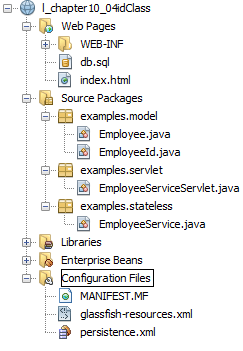 l_chapter10_04idClass
Web Pages
WEB-INF
db.sql
index.html
Source Packages
examples.model
Employee.java
EmployeeId.java
examples.servlet
EmployeeServiceServlet.java
examples.stateless
EmployeeService.java
Libraries
Enterprise Beans
Configuration Files
MANIFEST.MF
glassfish-resources.xml
persistence.xml